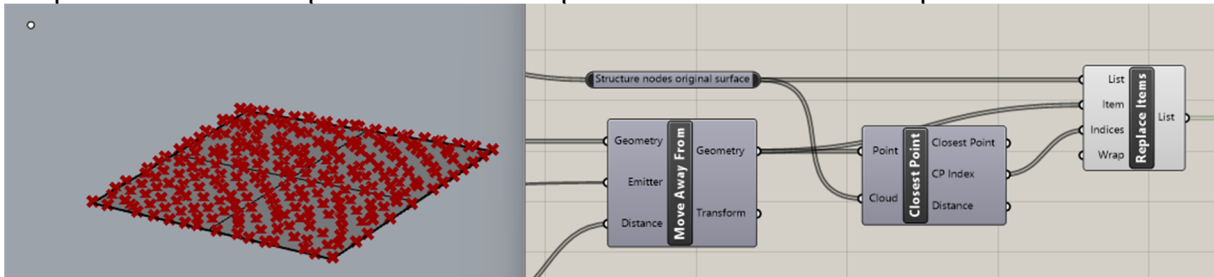 Structure nodes original surface
Geometry
Emitter
Distance
Move Away From
Geometry
Transform
Point
Cloud
Closest Point
Closest Point
CP Index
Distance
List
Item
Indices
Wrap
Replace Items
List